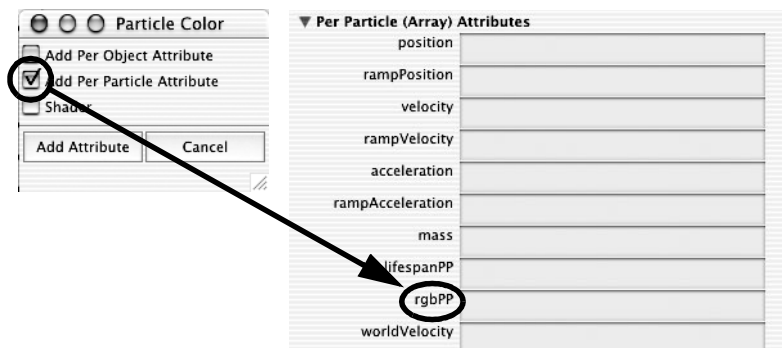 Particle Color
Add Per Object Attribute
Add Per Particle Attribute
Shader
Add Attribute
Cancel
Per Particle (Array) Attributes
position
rampPosition
velocity
rampVelocity
acceleration
rampAcceleration
mass
lifespanPP
rgbPP
worldVelocity